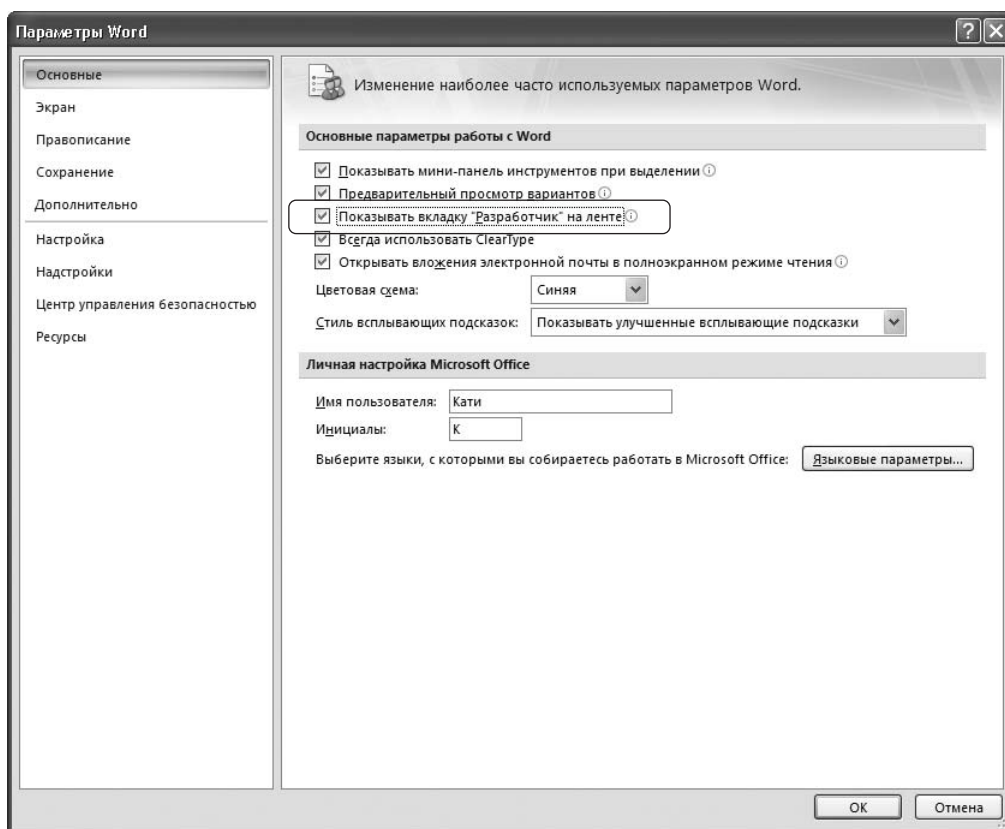 Параметры Word
Основные
Экран
Правописание
Сохранение
Дополнительно
Настройка
Надстройки
Центр управления безопасностью
Ресурсы
Изменение наиболее часто используемых параметров Word.
Основные параметры работы с Word
Показывать мини-панель инструментов при выделении
Предварительный просмотр вариантов
Показывать вкладку "Разработчик" на ленте
Всегда использовать ClearType
Открывать вложения электронной почты в полноэкранном режиме чтения
Цветовая схема: Синяя
Стиль всплывающих подсказок: Показывать улучшенные всплывающие подсказки
Личная настройка Microsoft Office
Имя пользователя: Кати
Инициалы: К
Выберите языки, с которыми вы собираетесь работать в Microsoft Office: Языковые параметры...
ОК Отмена